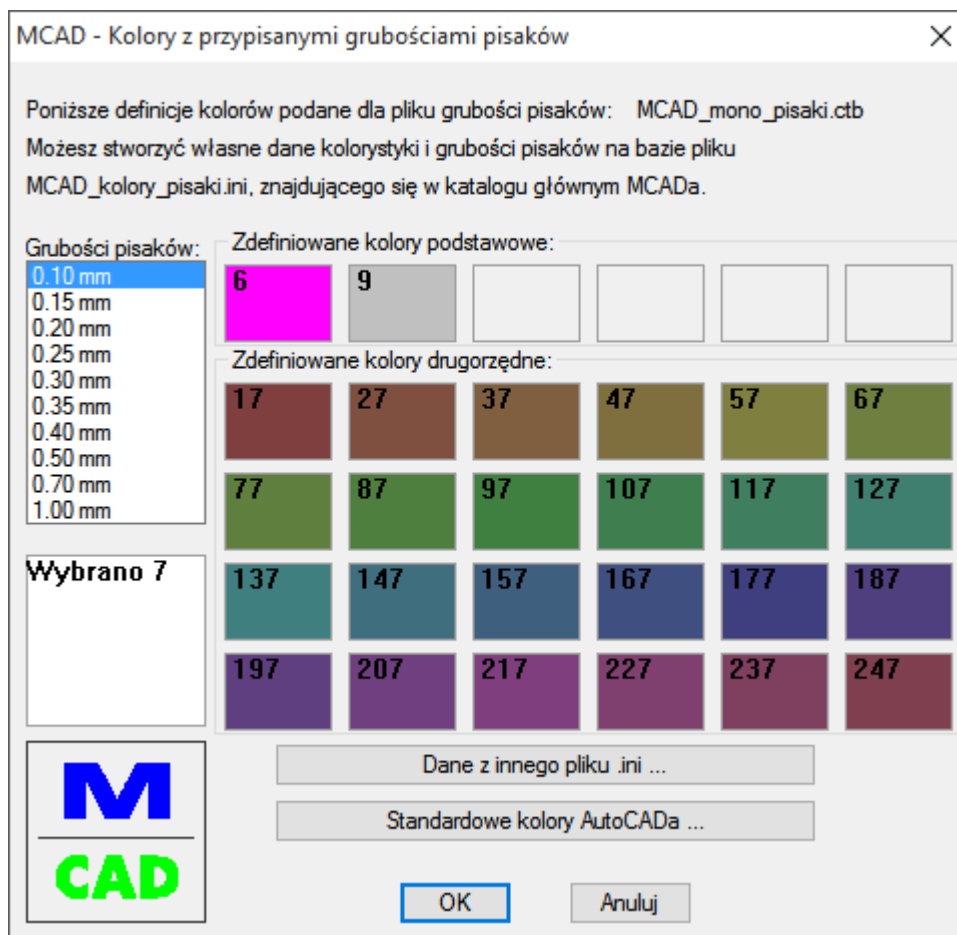 MCAD - Kolory z przypisanymi grubościami pisaków
Poniższe definicje kolorów podane dla pliku grubości pisaków: MCAD_mono_pisaki.ctb
Możesz stworzyć własne dane kolorystyki i grubości pisaków na bazie pliku
MCAD_kolory_pisaki.ini, znajdującego się w katalogu głównym MCADa.
Grubości pisaków:
0.10 mm
0.15 mm
0.20 mm
0.25 mm
0.30 mm
0.35 mm
0.40 mm
0.50 mm
0.70 mm
1.00 mm
Wybrano 7
M
CAD
Zdefiniowane kolory podstawowe:
6 9
Zdefiniowane kolory drugorzędne:
17 27 37 47 57 67
77 87 97 107 117 127
137 147 157 167 177 187
197 207 217 227 237 247
Dane z innego pliku .ini ...
Standardowe kolory AutoCADa ...
OK Anuluj